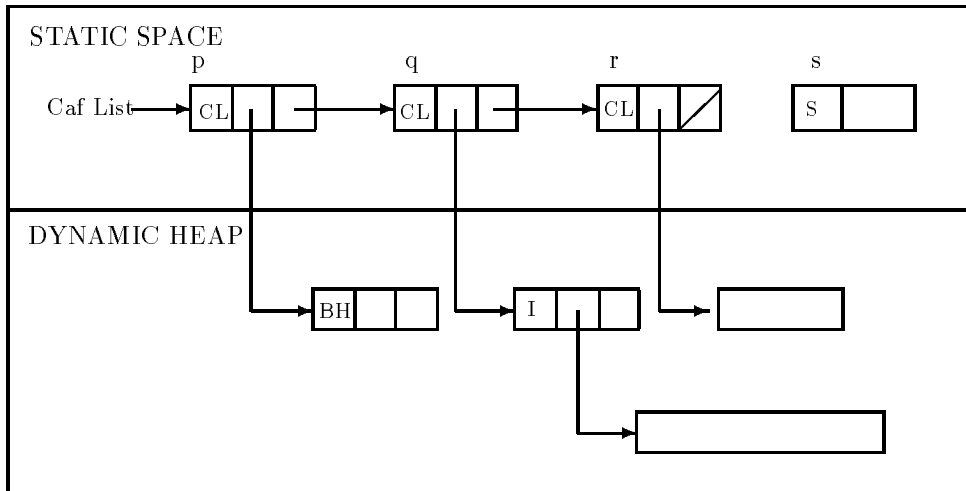 STATIC SPACE
p q r s
Caf List CL CL CL S
DYNAMIC HEAP
BH I